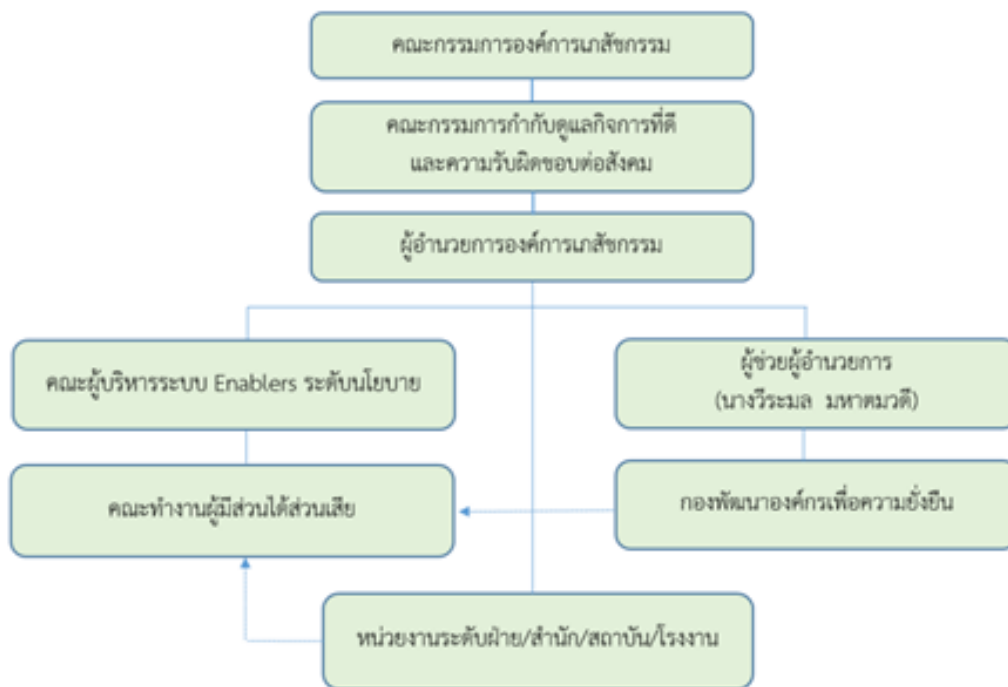 คณะกรรมการองค์การเภสัชกรรม
คณะกรรมการกำกับดูแลกิจการที่ดี
และความรับผิดชอบต่อสังคม
ผู้อำนวยการองค์การเภสัชกรรม
คณะผู้บริหารระบบ Enablers ระดับนโยบาย
ผู้ช่วยผู้อำนวยการ
(นางวีระมล มหาตมวดี)
คณะทำงานผู้มีส่วนได้ส่วนเสีย
กองพัฒนาองค์กรเพื่อความยั่งยืน
หน่วยงานระดับฝ่าย/สำนัก/สถาบัน/โรงงาน